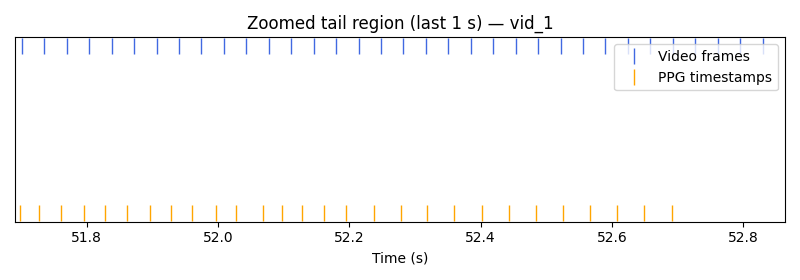 Zoomed tail region (last 1 s) — vid_1
Video frames
PPG timestamps
51.8 52.0 52.2 52.4 52.6 52.8
Time (s)